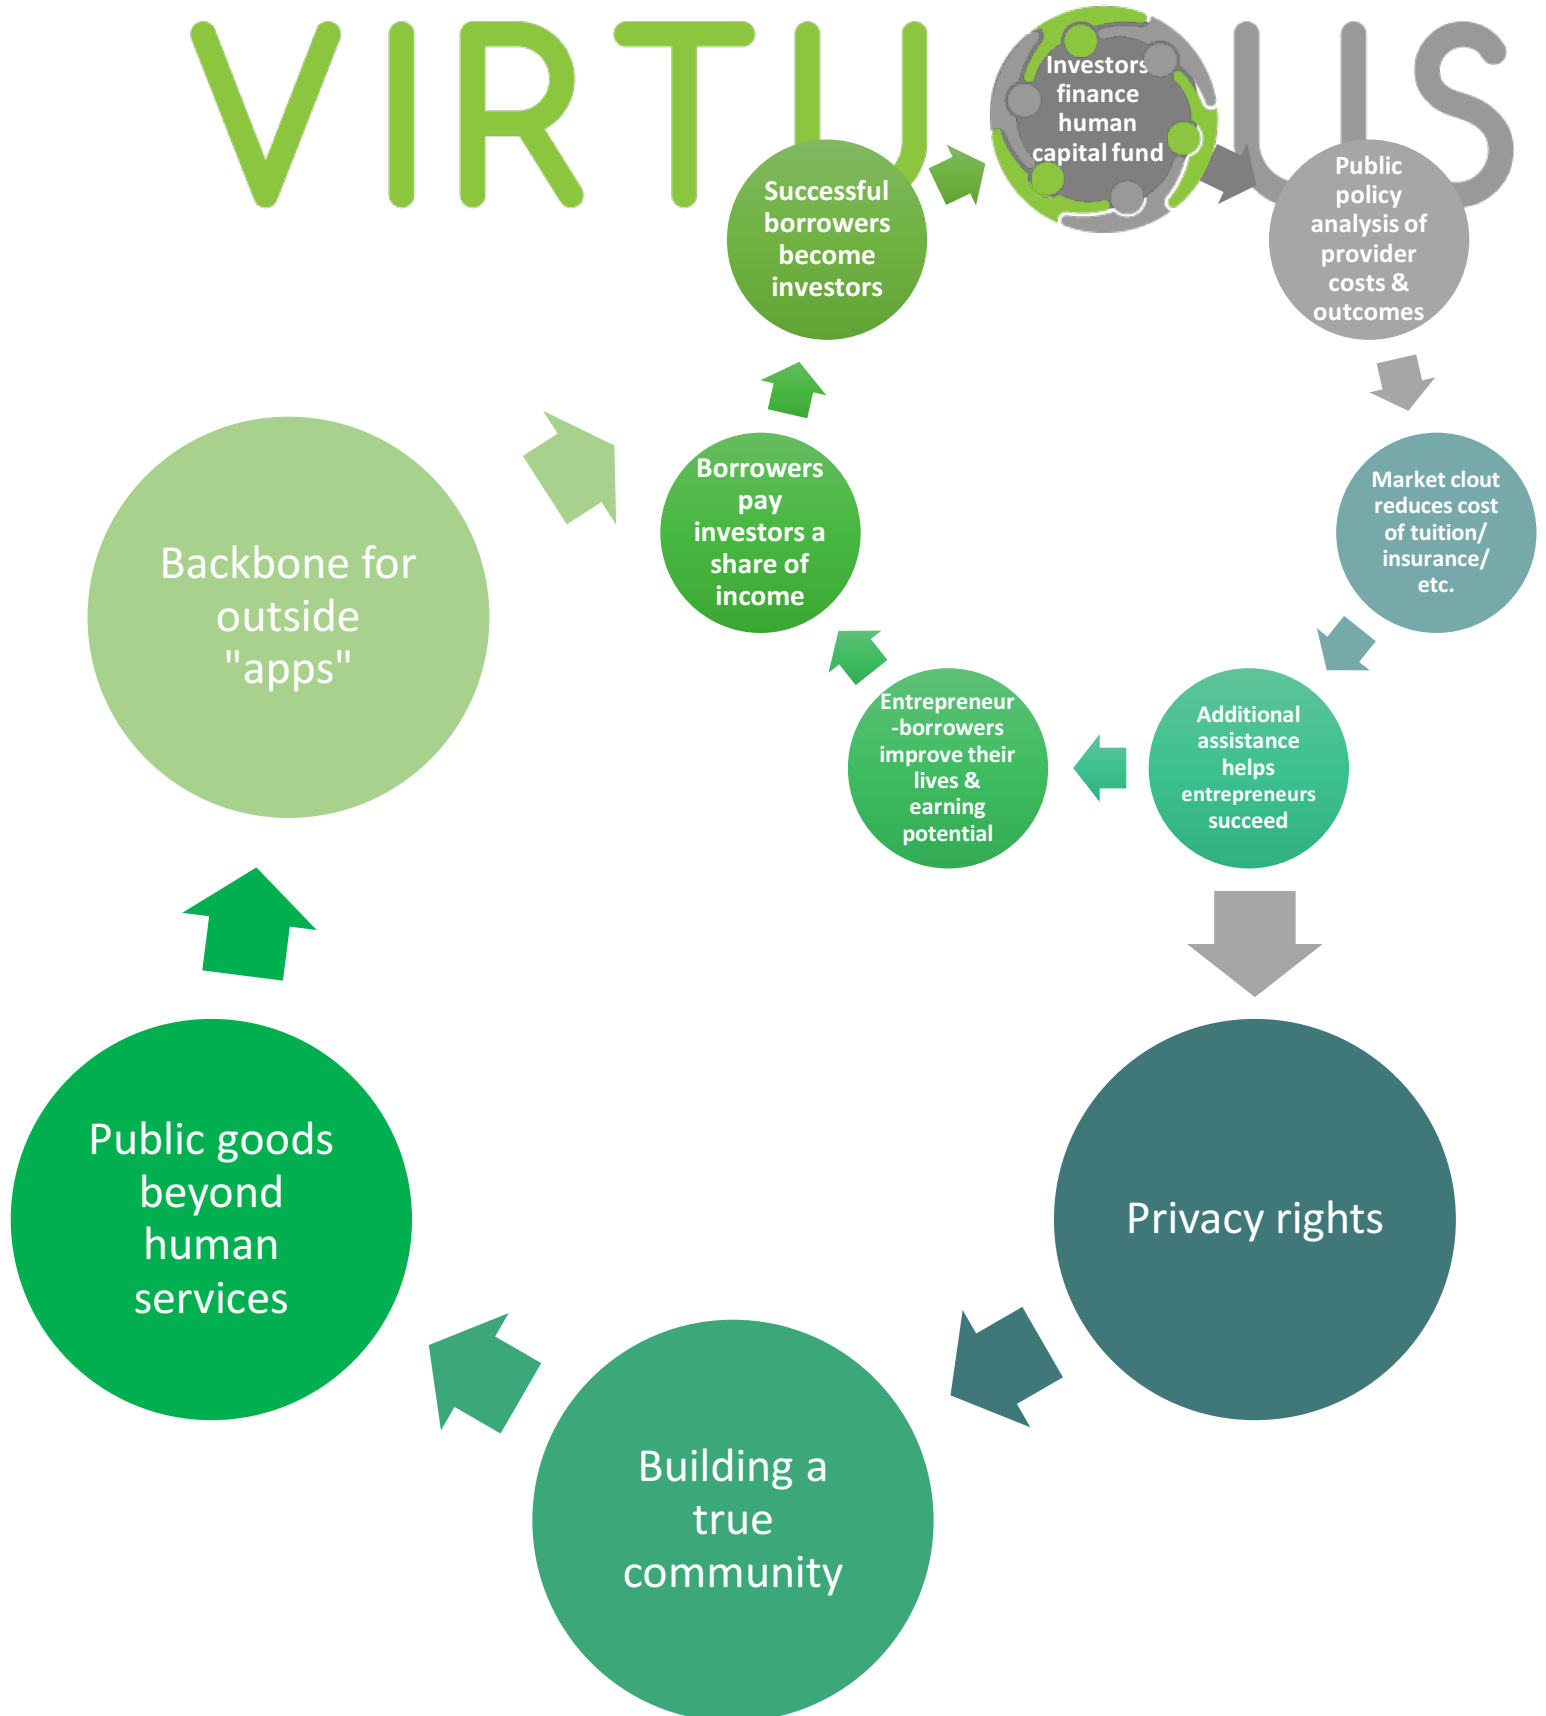 VIRTUOUS
Investors
finance
human
capital fund
Public
policy
analysis of
provider
costs &
outcomes
Market clout
reduces cost
of tuition/
insurance/
etc.
Additional
assistance
helps
entrepreneurs
succeed
Entrepreneur
-borrowers
improve their
lives &
earning
potential
Borrowers
pay
investors a
share of
income
Successful
borrowers
become
investors
Privacy rights
Building a
true
community
Public goods
beyond
human
services
Backbone for
outside
"apps"